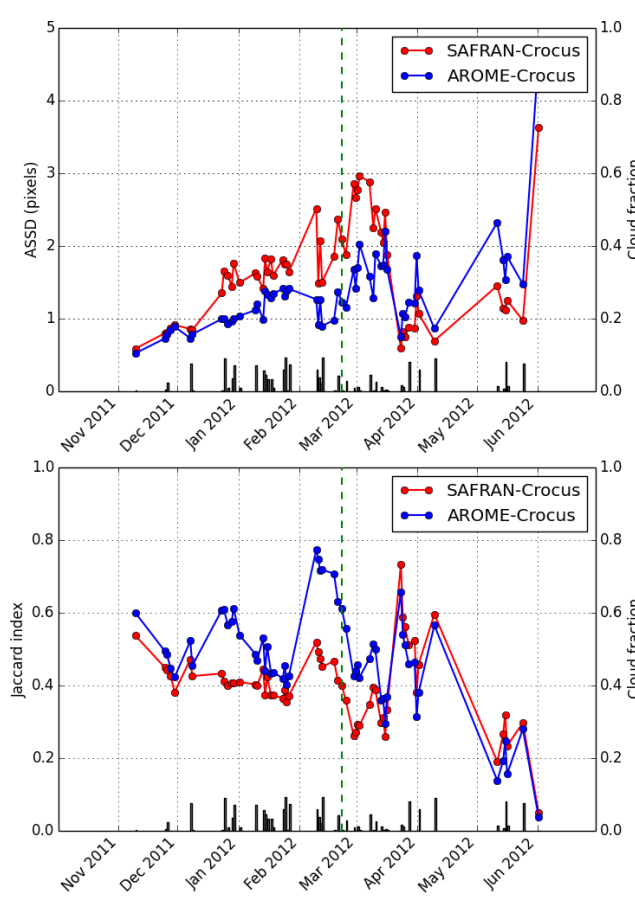 5
4
3
2
1
0
ASSD (pixels)
1.0
0.8
0.6
0.4
0.2
0.0
Cloud fraction
SAFRAN-Crocus
AROME-Crocus
Nov 2011
Dec 2011
Jan 2012
Feb 2012
Mar 2012
Apr 2012
May 2012
Jun 2012
1.0
0.8
0.6
0.4
0.2
0.0
Jaccard index
1.0
0.8
0.6
0.4
0.2
0.0
Cloud fraction
SAFRAN-Crocus
AROME-Crocus
Nov 2011
Dec 2011
Jan 2012
Feb 2012
Mar 2012
Apr 2012
May 2012
Jun 2012